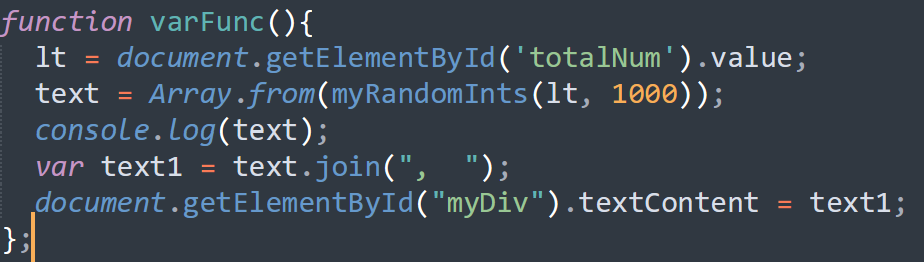 function varFunc(){
lt = document.getElementById('totalNum').value;
text = Array.from(myRandomInts(lt, 1000));
console.log(text);
var text1 = text.join(",  ");
document.getElementById("myDiv").textContent = text1;
};